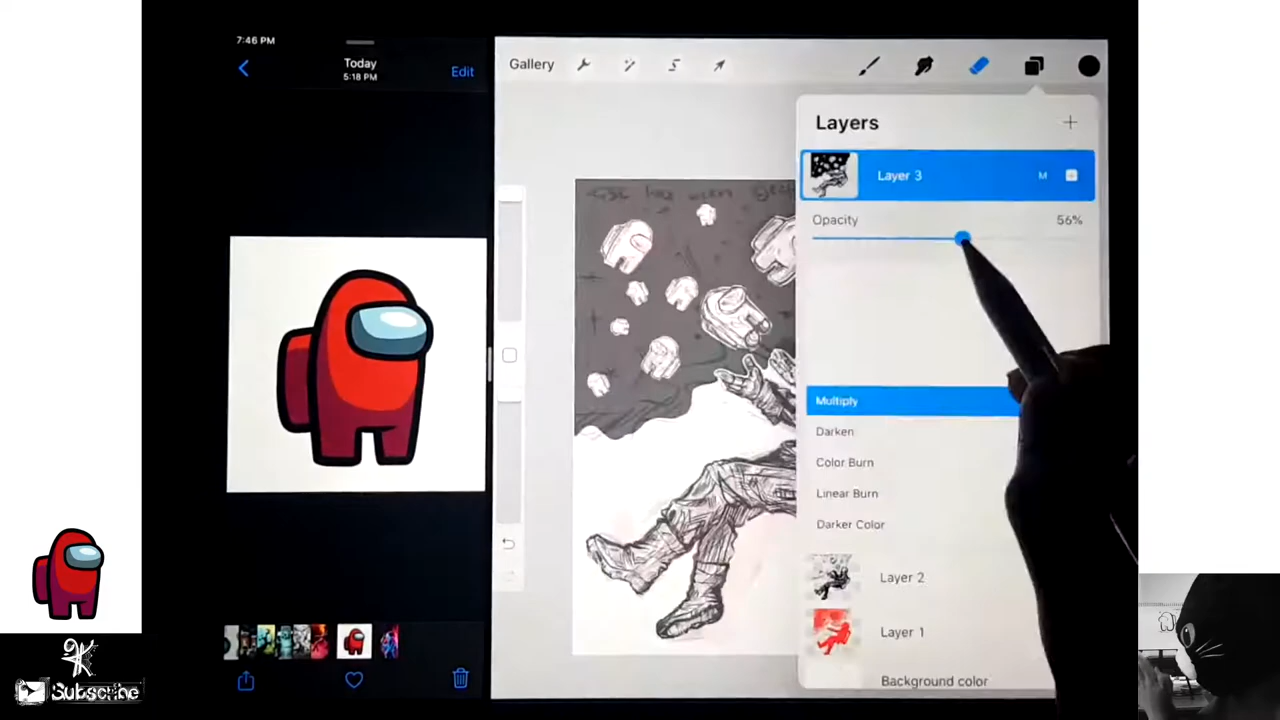 7:46 PM
Today
5:18 PM
Edit
Gallery
Layers
Layer 3
M
Opacity
56%
Multiply
Darken
Color Burn
Linear Burn
Darker Color
Layer 2
Layer 1
Background color
Subscribe